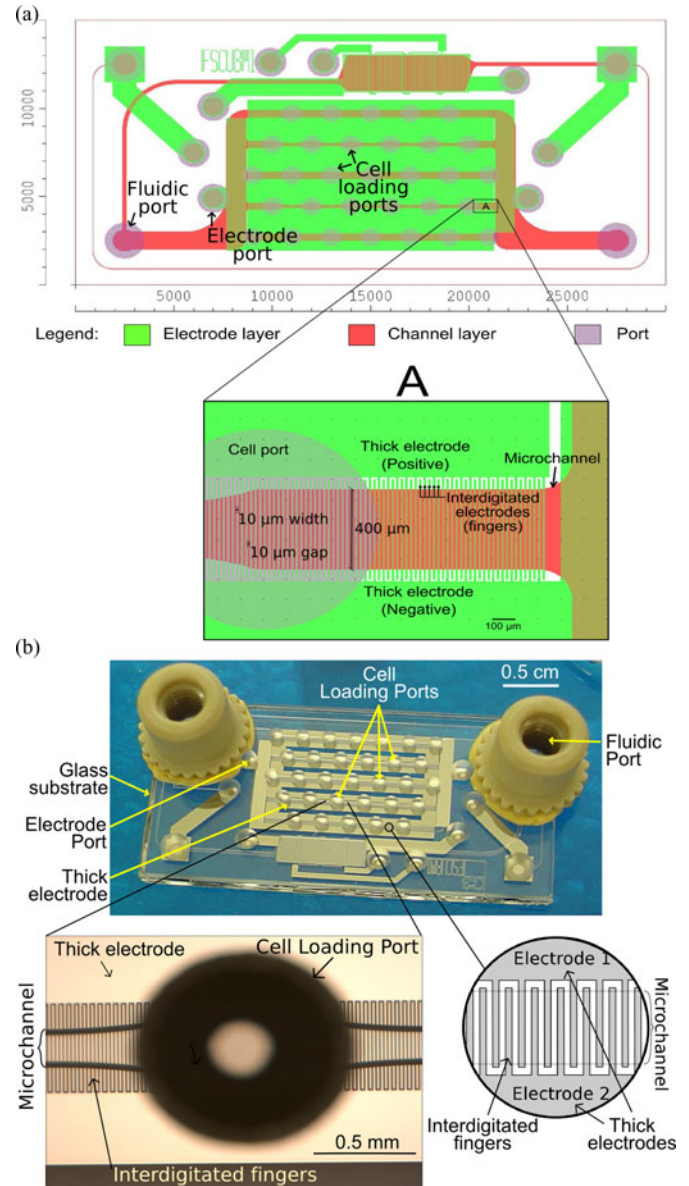 (a)
IFSCUBMI
10000
5000
Cell
loading
ports
Fluidic
port
Electrode
port
A
5000
10000
15000
20000
25000
Legend:
Electrode layer
Channel layer
Port
A
Cell port
Thick electrode
(Positive)
Microchannel
10 µm width
400 µm
Interdigitated
electrodes
(fingers)
10 µm gap
Thick electrode
(Negative)
100 µm
(b)
Cell
Loading Ports
0.5 cm
Fluidic
Port
Glass
substrate
Electrode
Port
Thick
electrode
Thick electrode
Cell Loading Port
Microchannel
0.5 mm
Interdigitated fingers
Electrode 1
Microchannel
Electrode 2
Interdigitated
fingers
Thick
electrodes